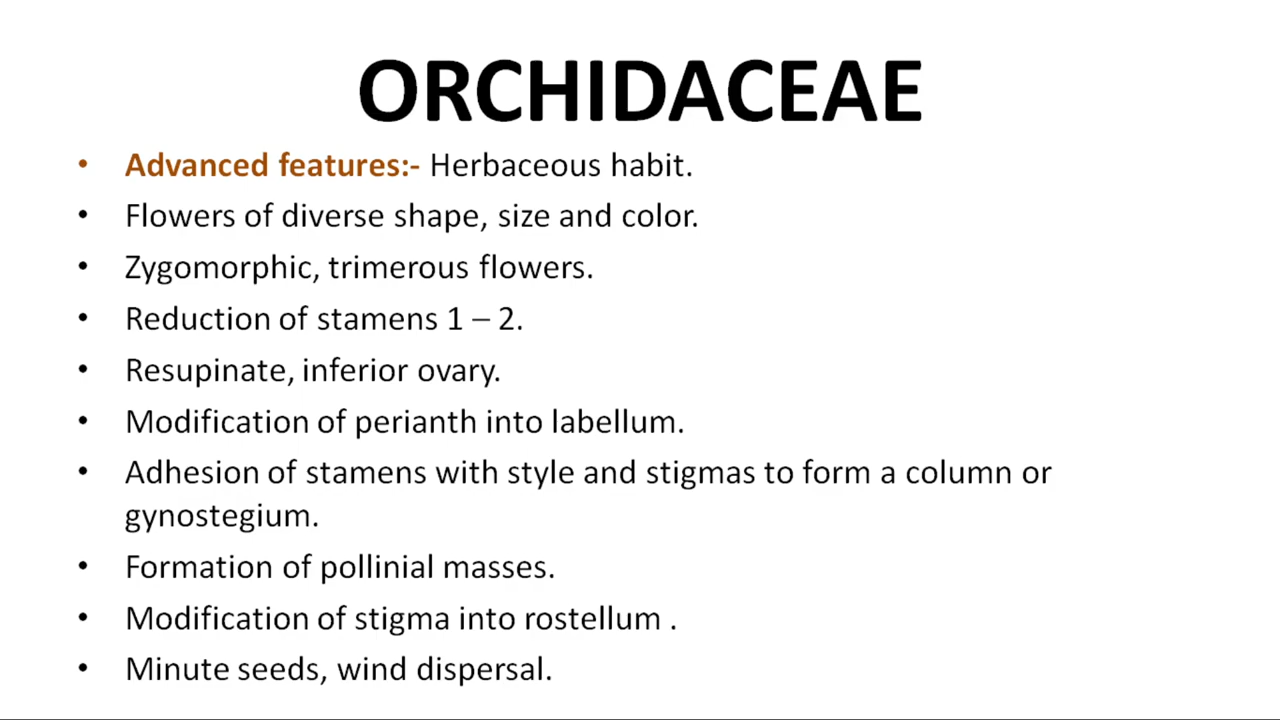 ORCHIDACEAE
• Advanced features:- Herbaceous habit.
• Flowers of diverse shape, size and color.
• Zygomorphic, trimerous flowers.
• Reduction of stamens 1 – 2.
• Resupinate, inferior ovary.
• Modification of perianth into labellum.
• Adhesion of stamens with style and stigmas to form a column or
gynostegium.
• Formation of pollinial masses.
• Modification of stigma into rostellum .
• Minute seeds, wind dispersal.